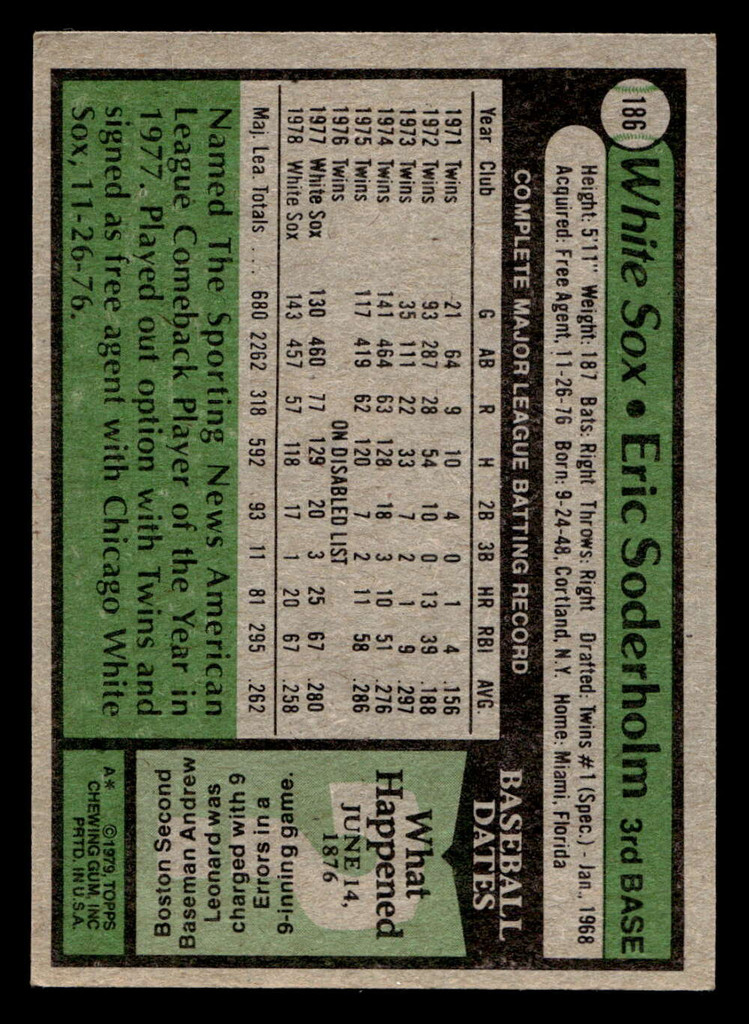 186
White Sox • Eric Soderholm 3rd BASE
Height: 5'11" Weight: 187 Bats: Right Throws: Right Drafted: Twins #1 (Spec.) - Jan., 1968
Acquired: Free Agent, 11-26-76 Born: 9-24-48, Cortland, N.Y. Home: Miami, Florida
COMPLETE MAJOR LEAGUE BATTING RECORD
Year Club G AB R H 2B 3B HR RBI AVG.
1971 Twins 21 64 9 10 4 0 1 4 .156
1972 Twins 93 287 28 54 10 0 13 39 .188
1973 Twins 35 111 22 33 7 2 1 9 .297
1974 Twins 141 464 63 128 18 3 10 51 .276
1975 Twins 117 419 62 120 7 2 11 58 .286
1976 Twins ON DISABLED LIST
1977 White Sox 130 460 77 129 20 3 25 67 .280
1978 White Sox 143 457 57 118 17 1 20 67 .258
Maj. Lea. Totals . . . 680 2262 318 592 93 11 81 295 .262
Named The Sporting News American
League Comeback Player of the Year in
1977. Played out option with Twins and
signed as free agent with Chicago White
Sox, 11-26-76.
BASEBALL
DATES
What
Happened
JUNE 14,
1876
Boston Second
Baseman Andrew
Leonard was
charged with 9
Errors in a
9-inning game.
A* ©1979, TOPPS
CHEWING GUM, INC
PRTD. IN U.S.A.